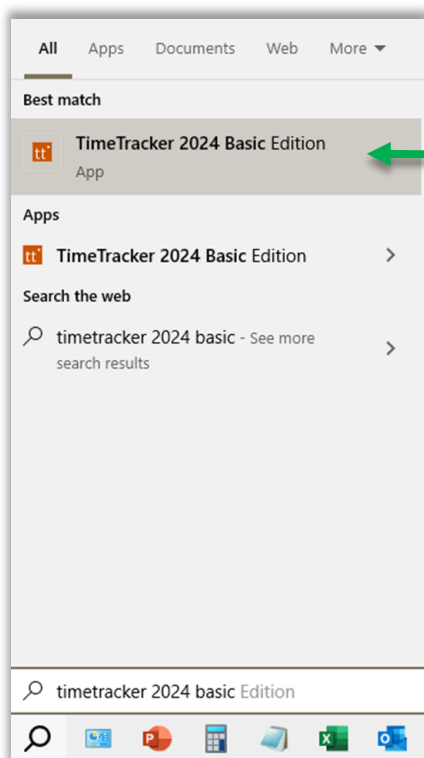 All Apps Documents Web More
Best match
tt TimeTracker 2024 Basic Edition
App
Apps
tt TimeTracker 2024 Basic Edition
Search the web
timetracker 2024 basic - See more
search results
timetracker 2024 basic Edition